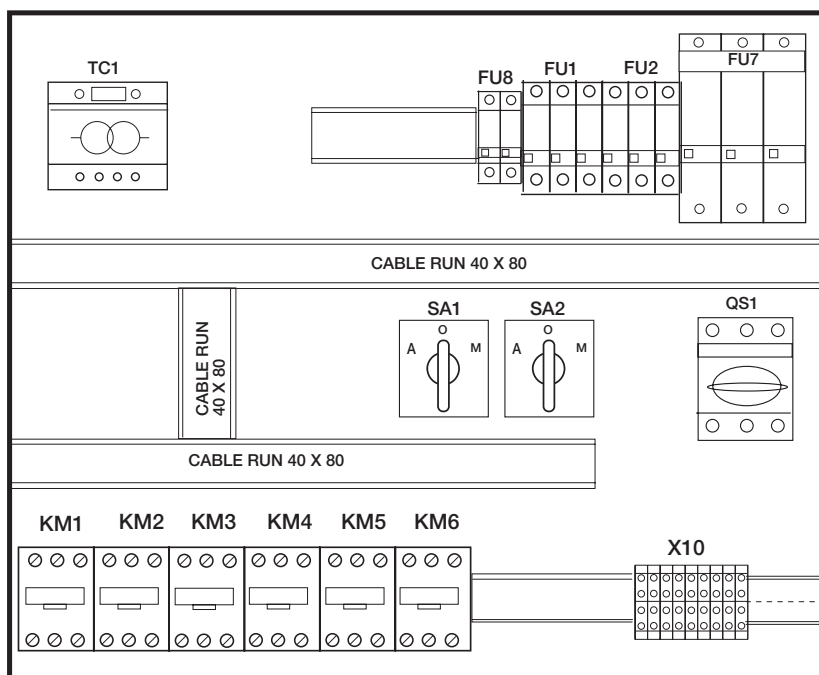 TC1
FU8
FU1
FU2
FU7
CABLE RUN 40 X 80
CABLE RUN
40 X 80
SA1
A
O
M
SA2
A
O
M
QS1
CABLE RUN 40 X 80
KM1
KM2
KM3
KM4
KM5
KM6
X10